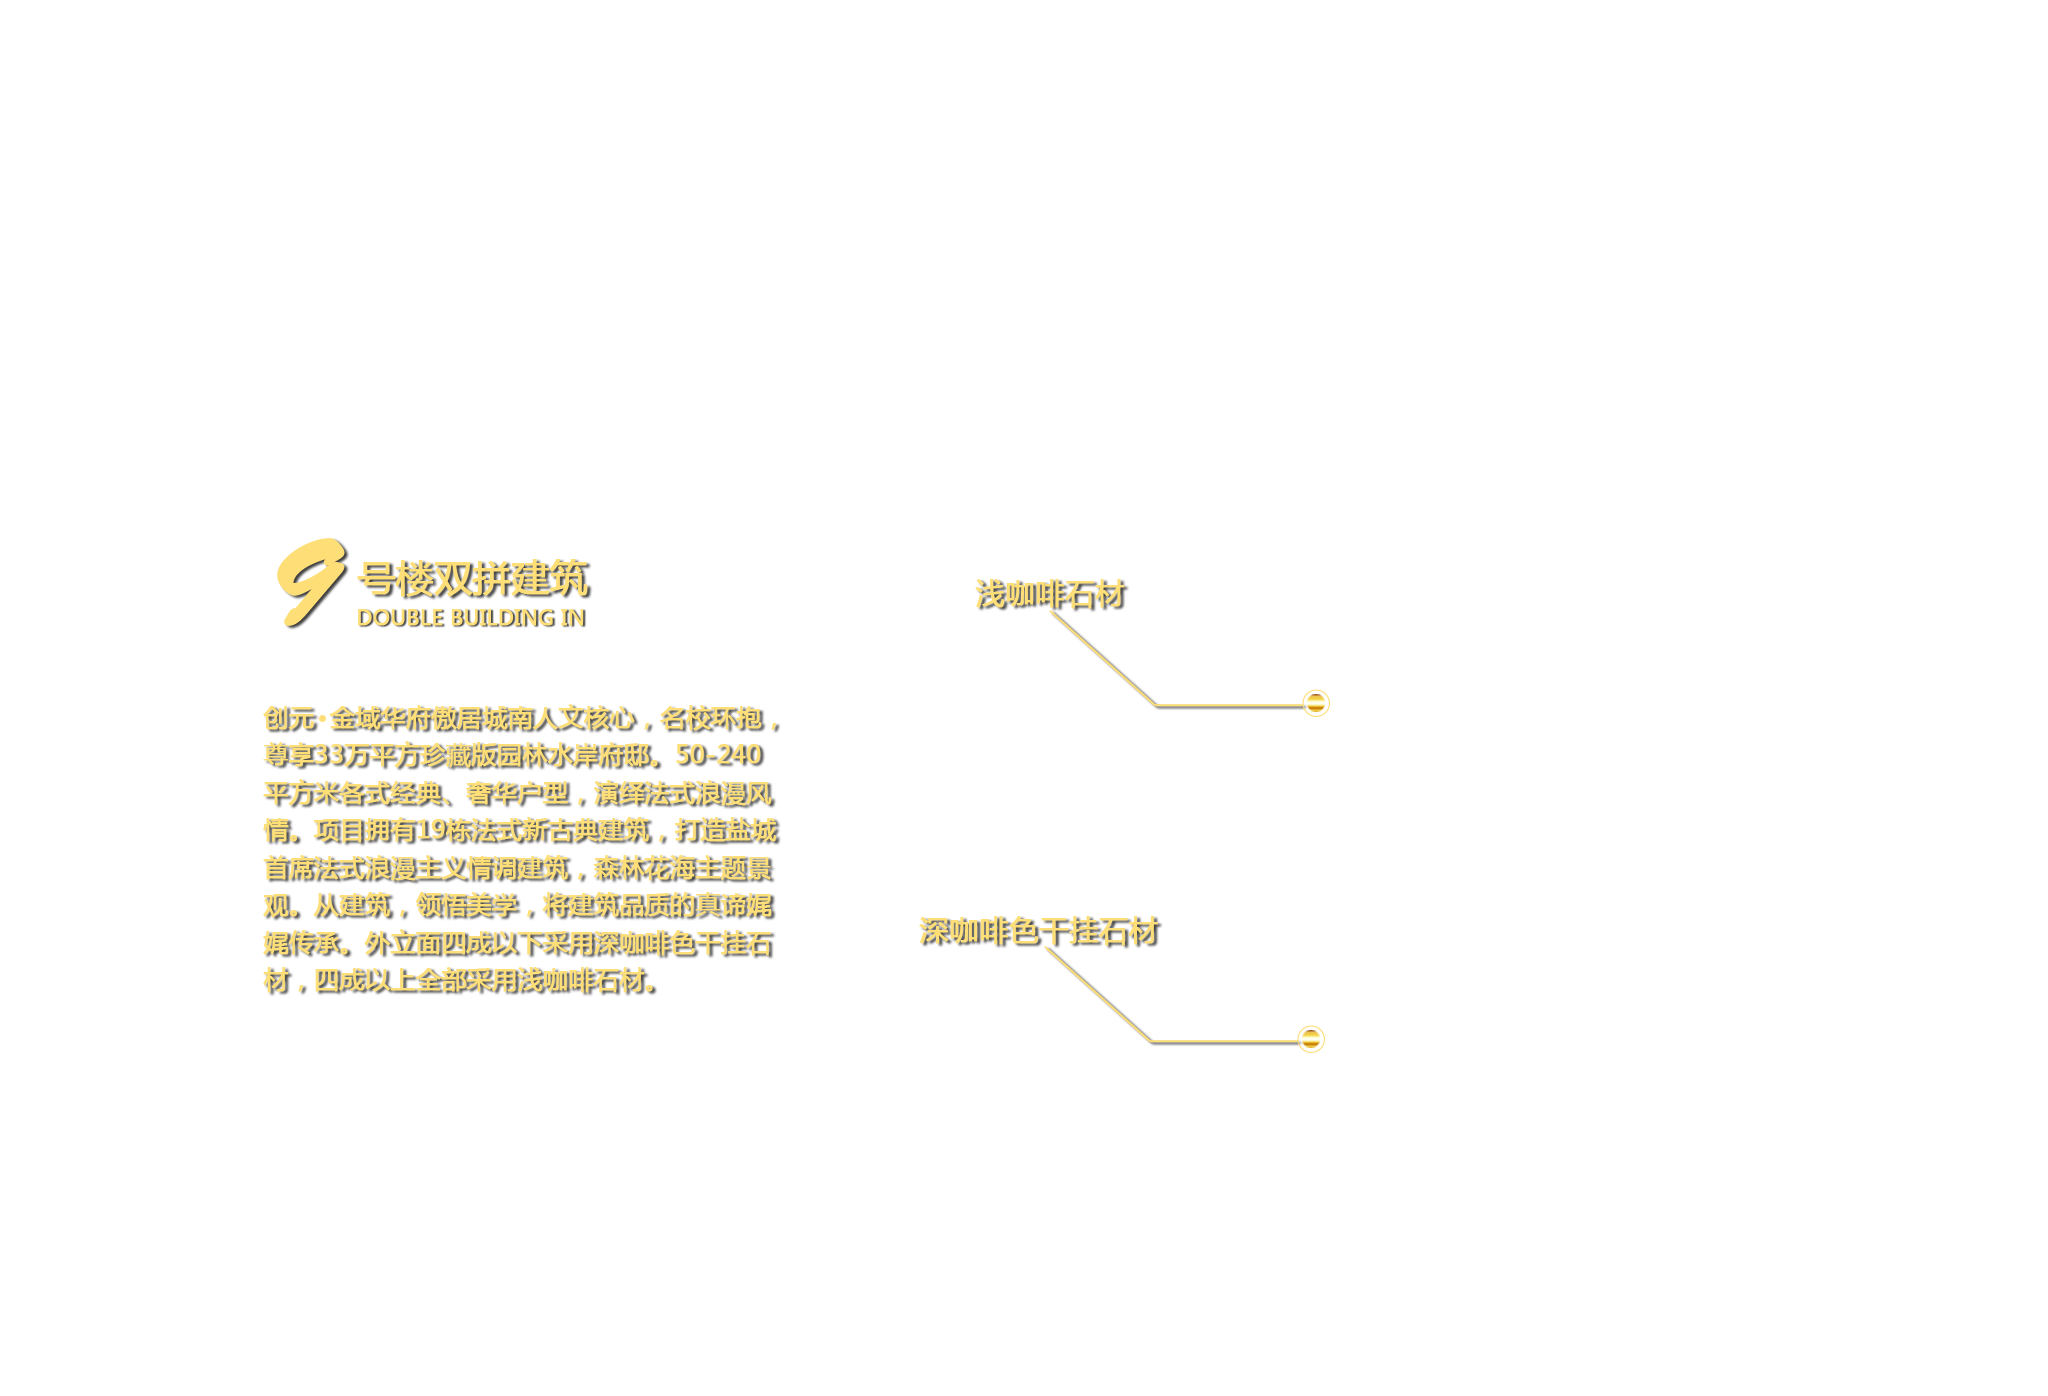 9号楼双拼建筑
DOUBLE BUILDING IN
创元·金域华府傲居城南人文核心，名校环抱，
尊享33万平方珍藏版园林水岸府邸。50-240
平方米各式经典、奢华户型，演绎法式浪漫风
情。项目拥有19栋法式新古典建筑，打造盐城
首席法式浪漫主义情调建筑，森林花海主题景
观。从建筑，领悟美学，将建筑品质的真谛娓
娓传承。外立面四成以下采用深咖啡色干挂石
材，四成以上全部采用浅咖啡石材。
浅咖啡石材
深咖啡色干挂石材